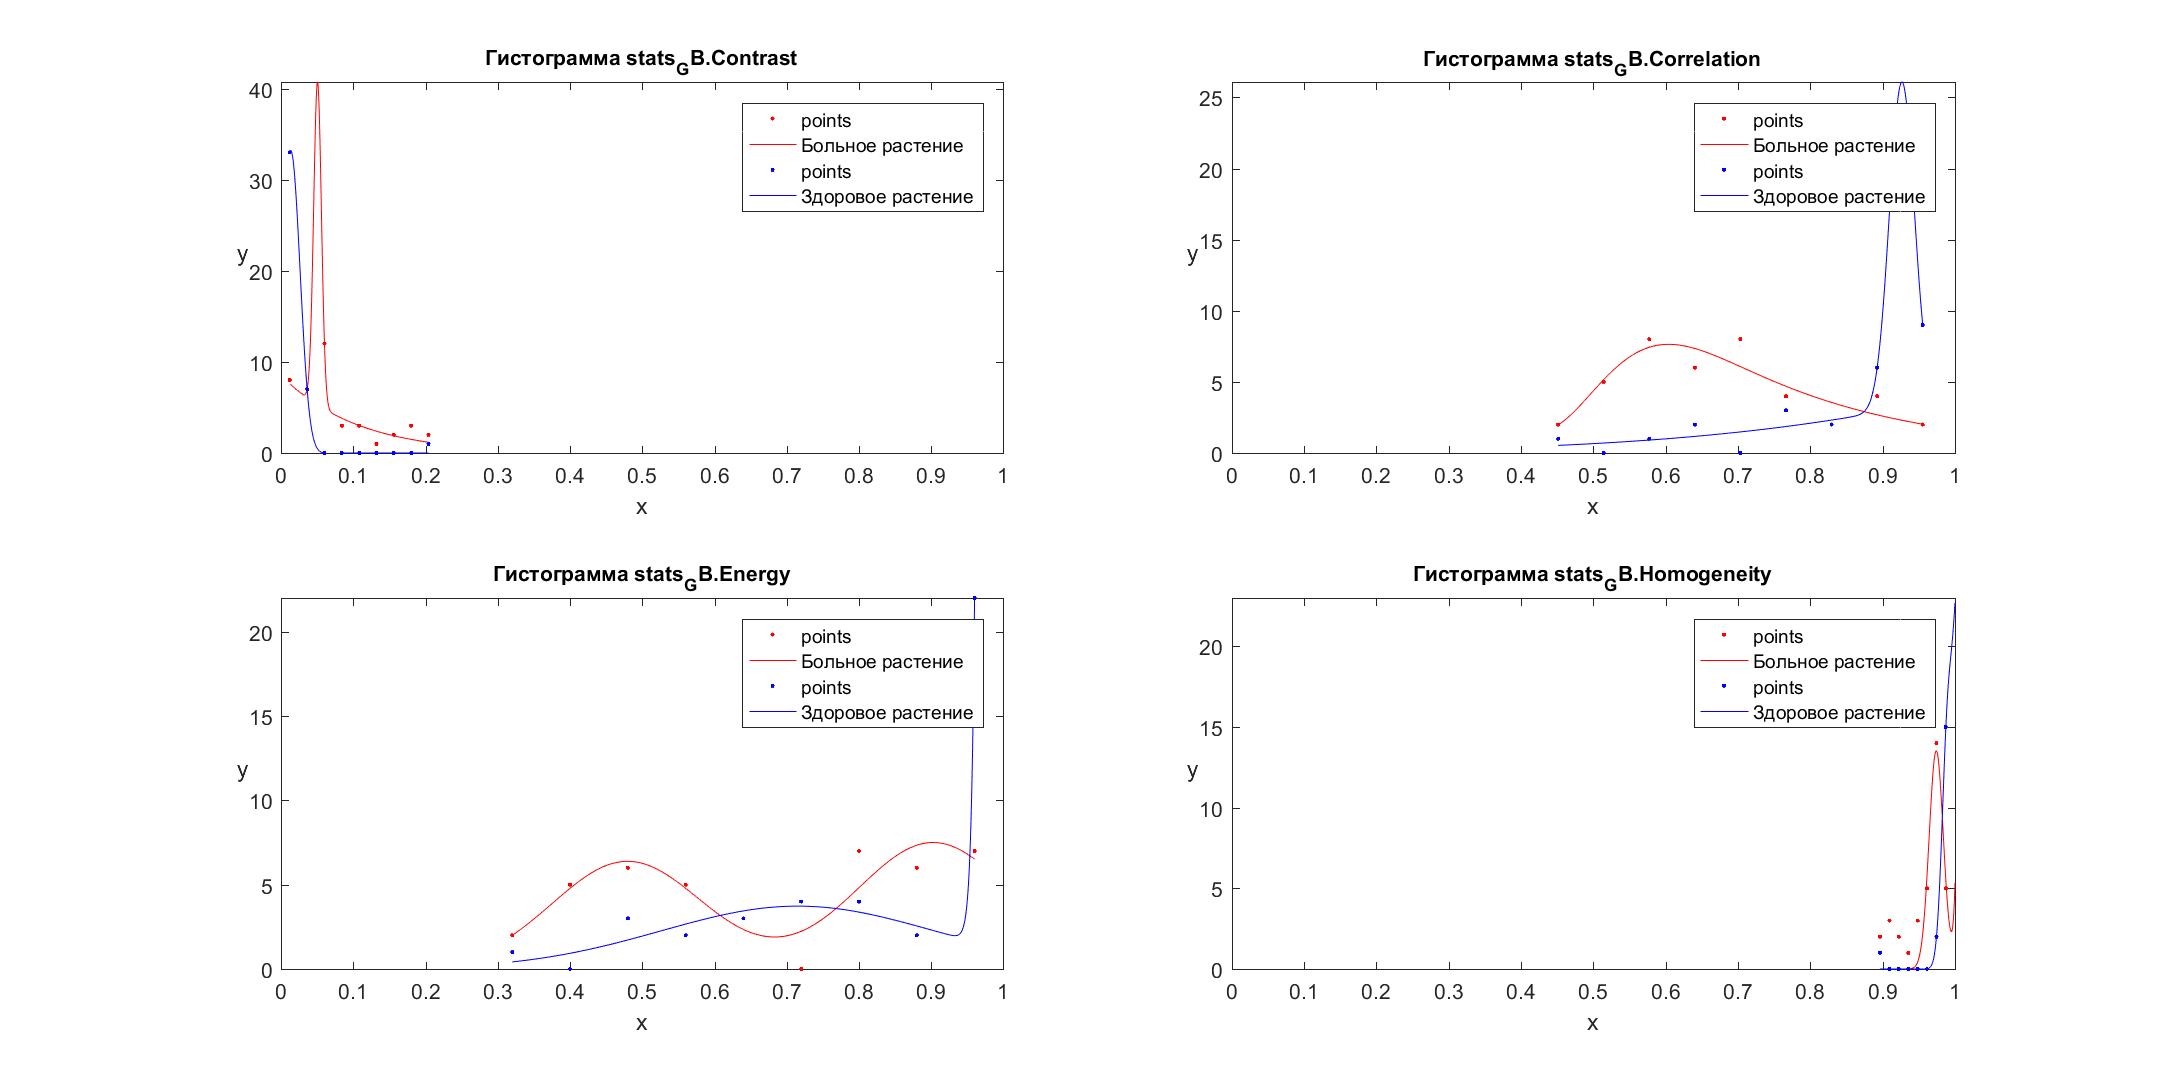 Гистограмма stats_GB.Contrast
40
30
20
10
0
y
points
Больное растение
points
Здоровое растение
0 0.1 0.2 0.3 0.4 0.5 0.6 0.7 0.8 0.9 1
x
Гистограмма stats_GB.Correlation
25
20
15
10
5
0
y
points
Больное растение
points
Здоровое растение
0 0.1 0.2 0.3 0.4 0.5 0.6 0.7 0.8 0.9 1
x
Гистограмма stats_GB.Energy
20
15
10
5
0
y
points
Больное растение
points
Здоровое растение
0 0.1 0.2 0.3 0.4 0.5 0.6 0.7 0.8 0.9 1
x
Гистограмма stats_GB.Homogeneity
20
15
10
5
0
y
points
Больное растение
points
Здоровое растение
0 0.1 0.2 0.3 0.4 0.5 0.6 0.7 0.8 0.9 1
x